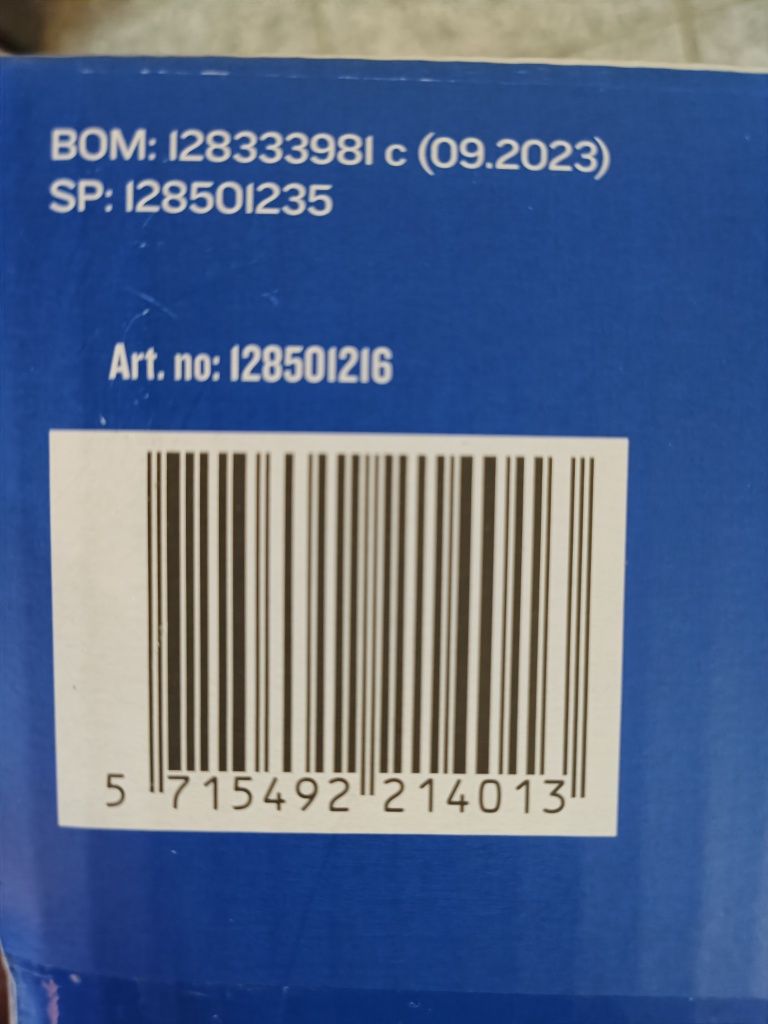 BOM: 128333981 c (09.2023)
SP: 128501235
Art. no: 128501216
5 715492 214013